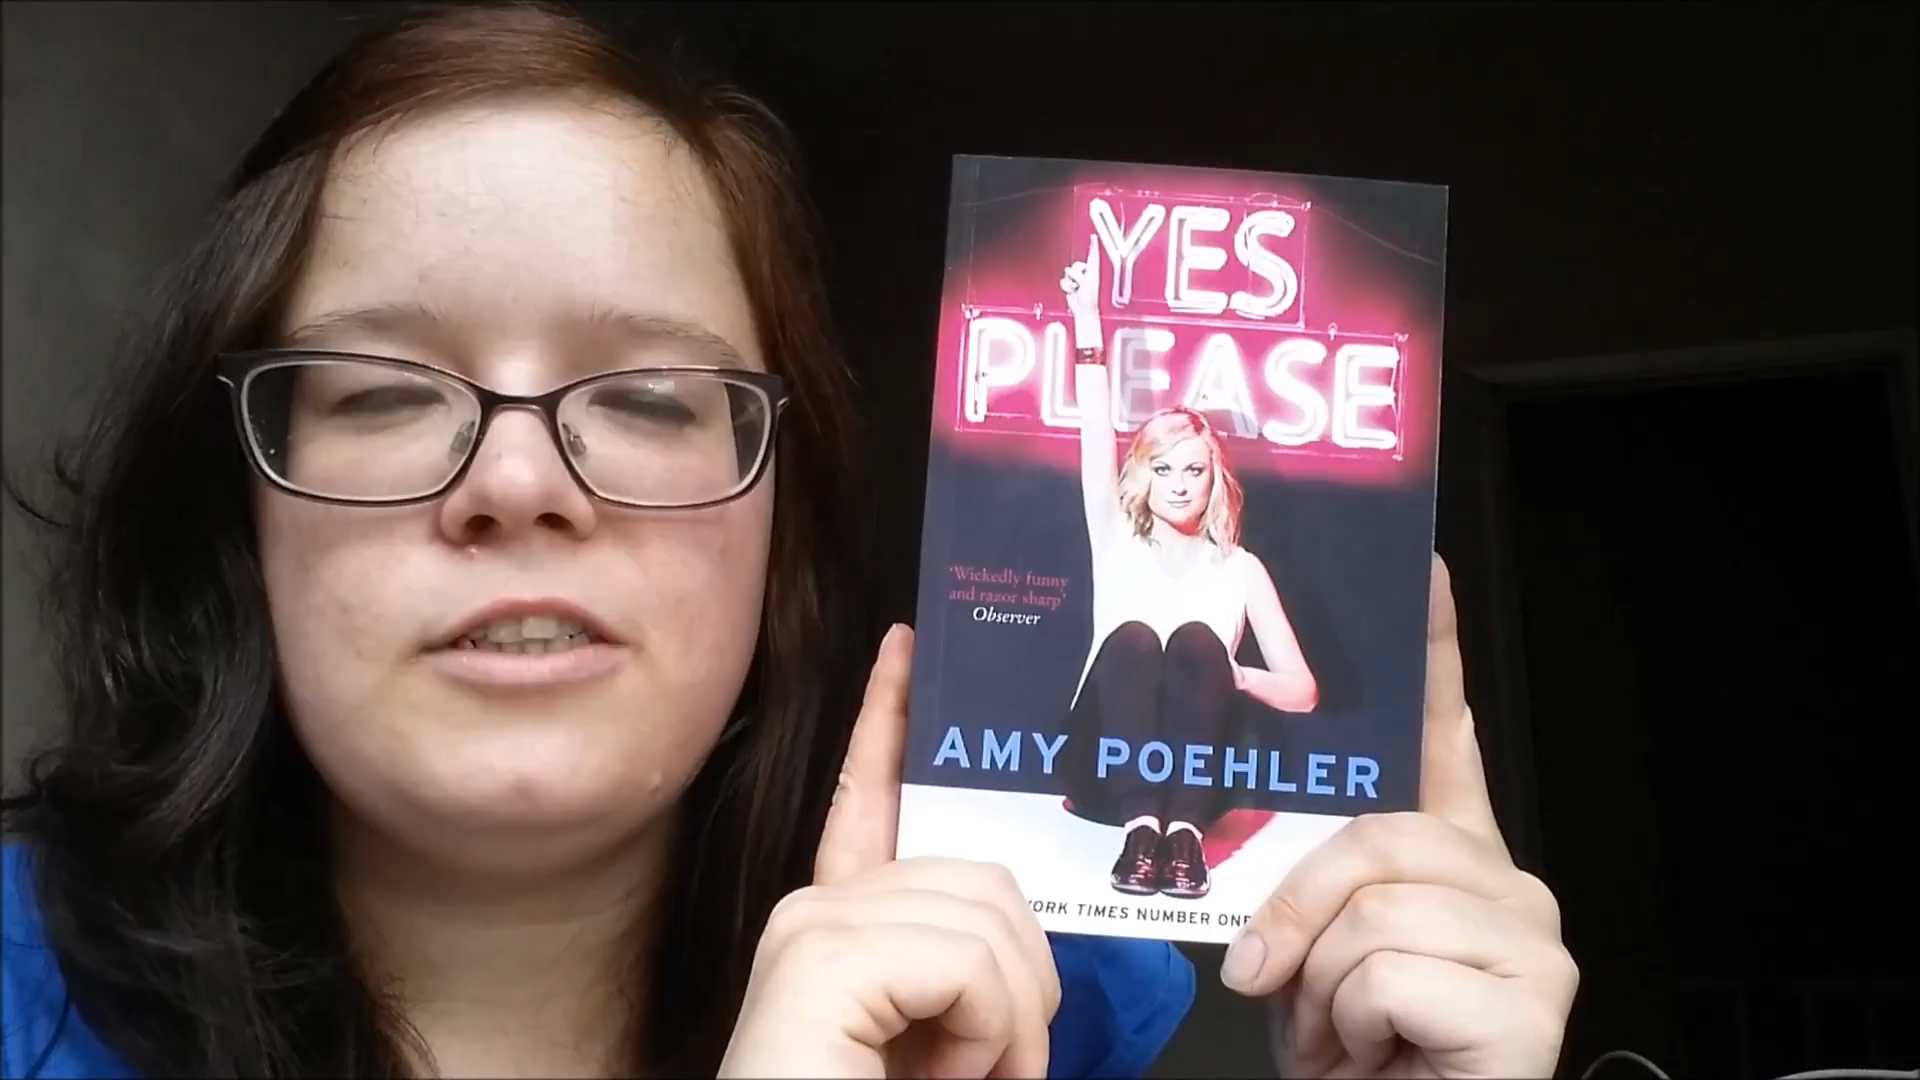 YES
PLEASE
'Wickedly funny
and razor sharp'
Observer
AMY POEHLER
YORK TIMES NUMBER ONE